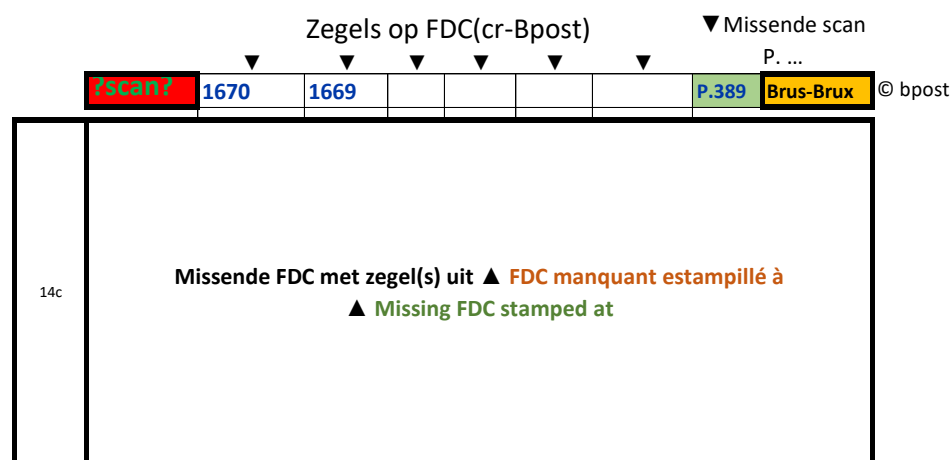 Zegels op FDC(cr-Bpost)
▼Missende scan
P. …
▼ ▼ ▼ ▼ ▼ ▼
?scan? 1670 1669 P.389 Brus-Brux © bpost
14c
Missende FDC met zegel(s) uit ▲ FDC manquant estampillé à
▲ Missing FDC stamped at